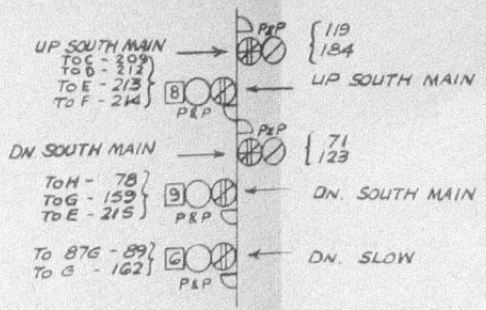 P&P { 119
UP SOUTH MAIN 184
TO C - 209
TO D - 212
TO E - 213
TO F - 214
8
UP SOUTH MAIN
P&P
P&P
DN. SOUTH MAIN { 71
123
TO H - 78
TO G - 159
TO E - 215
9
DN. SOUTH MAIN
P&P
TO 87G - 89
TO G - 162
6
DN. SLOW
P&P